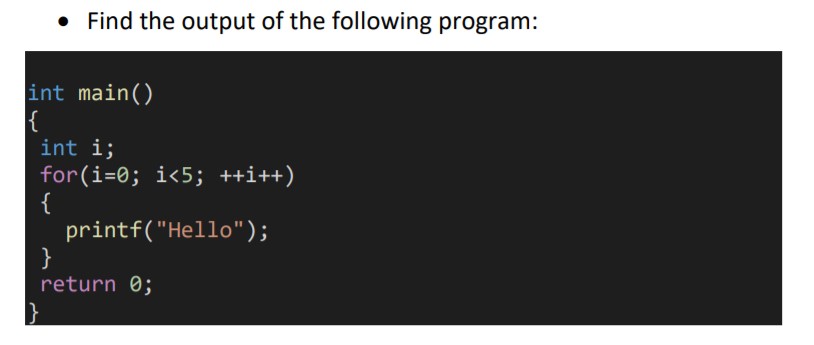 • Find the output of the following program:
int main()
{
int i;
for(i=0; i<5; ++i++)
{
printf("Hello");
}
return 0;
}